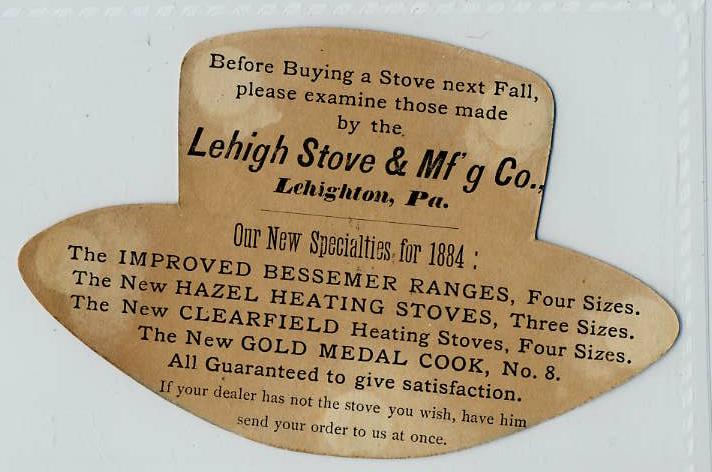 Before Buying a Stove next Fall,
please examine those made
by the
Lehigh Stove & Mf'g Co.,
Lehighton, Pa.
Our New Specialties for 1884 :
The IMPROVED BESSEMER RANGES, Four Sizes.
The New HAZEL HEATING STOVES, Three Sizes.
The New CLEARFIELD Heating Stoves, Four Sizes.
The New GOLD MEDAL COOK, No. 8.
All Guaranteed to give satisfaction.
If your dealer has not the stove you wish, have him
send your order to us at once.